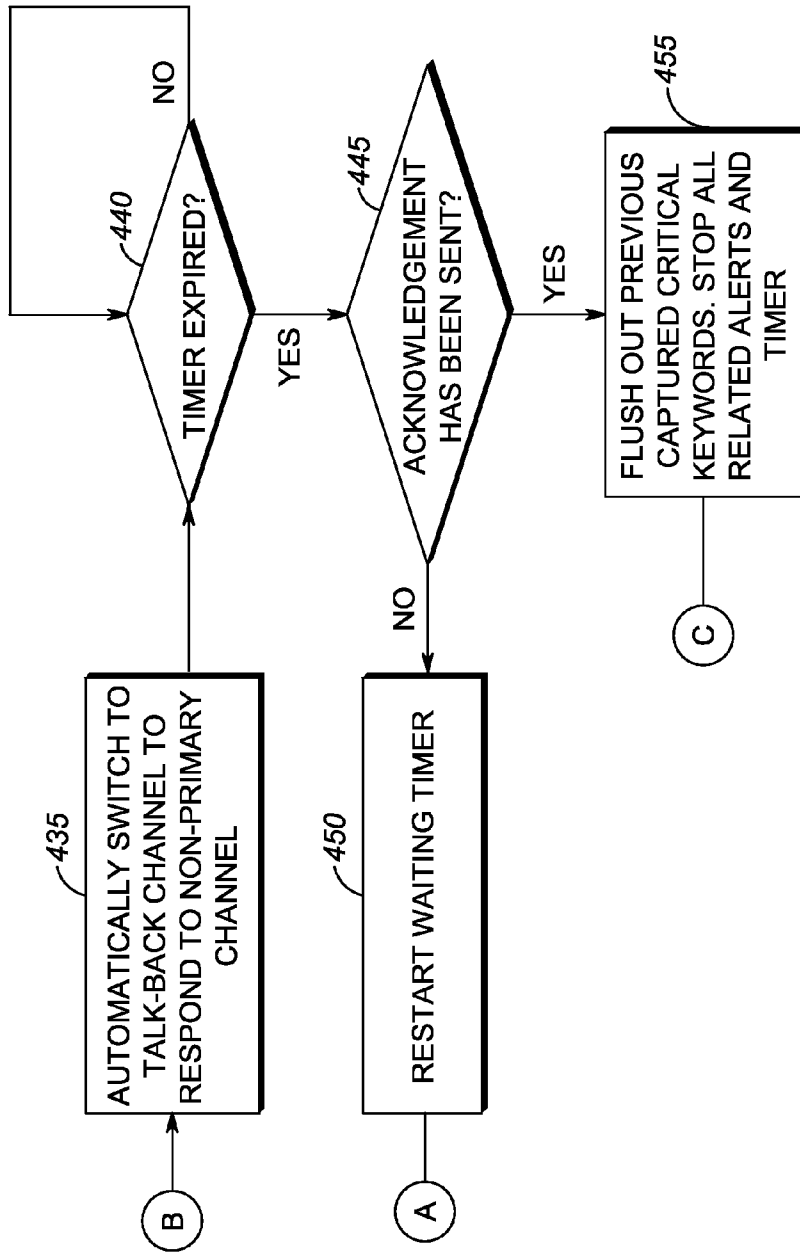 B
435
AUTOMATICALLY SWITCH TO
TALK-BACK CHANNEL TO
RESPOND TO NON-PRIMARY
CHANNEL
440
TIMER EXPIRED?
NO
YES
445
ACKNOWLEDGEMENT
HAS BEEN SENT?
NO
YES
450
RESTART WAITING TIMER
A
455
FLUSH OUT PREVIOUS
CAPTURED CRITICAL
KEYWORDS. STOP ALL
RELATED ALERTS AND
TIMER
C